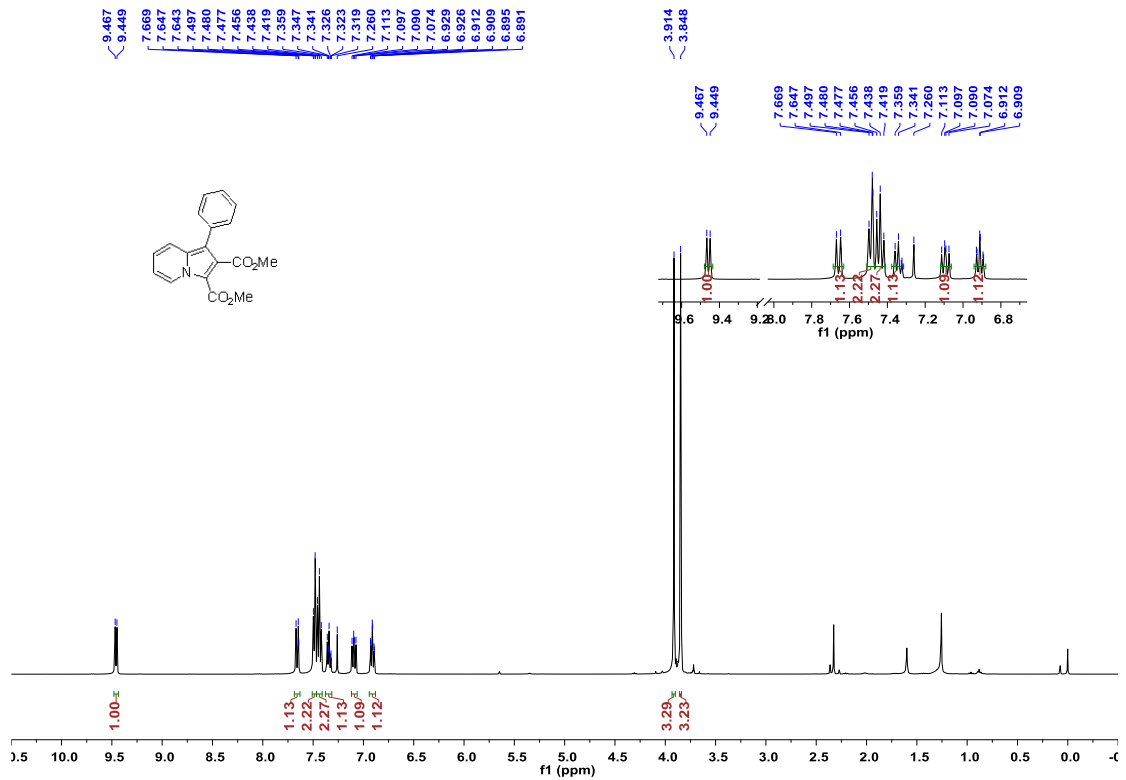 9.467 9.449 7.669 7.647 7.643 7.497 7.480 7.477 7.456 7.438 7.419 7.359 7.347 7.341 7.326 7.323 7.319 7.260 7.113 7.097 7.090 7.074 6.929 6.926 6.912 6.909 6.895 6.891 3.914 3.848
9.467 9.449 7.669 7.647 7.497 7.480 7.477 7.456 7.438 7.419 7.359 7.341 7.260 7.113 7.097 7.090 7.074 6.912 6.909
CO₂Me
N
CO₂Me
1.00 1.13 2.22 2.27 1.13 1.09 1.12
9.6 9.4 9.2 8.0 7.8 7.6 7.4 7.2 7.0 6.8
f1 (ppm)
1.00 1.13 2.22 2.27 1.13 1.09 1.12 3.29 3.23
10.0 9.5 9.0 8.5 8.0 7.5 7.0 6.5 6.0 5.5 5.0 4.5 4.0 3.5 3.0 2.5 2.0 1.5 1.0 0.5 0.0
f1 (ppm)